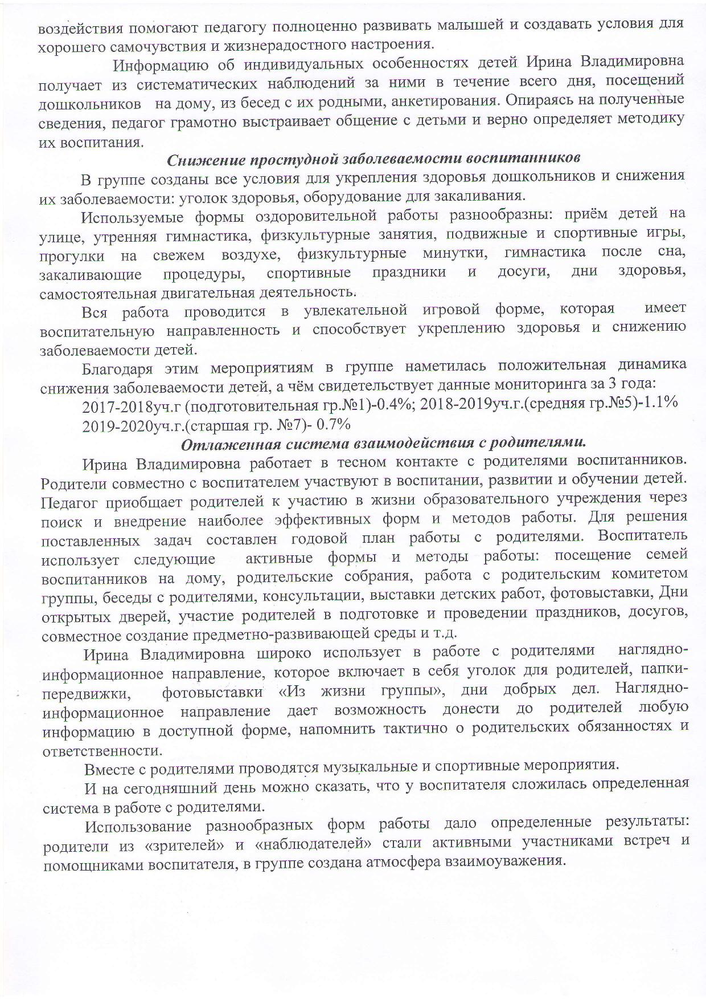 воздействия помогают педагогу полноценно развивать малышей и создавать условия для
хорошего самочувствия и жизнерадостного настроения.
Информацию об индивидуальных особенностях детей Ирина Владимировна
получает из систематических наблюдений за ними в течение всего дня, посещений
дошкольников на дому, из бесед с их родными, анкетирования. Опираясь на полученные
сведения, педагог грамотно выстраивает общение с детьми и верно определяет методику
их воспитания.
Снижение простудной заболеваемости воспитанников
В группе созданы все условия для укрепления здоровья дошкольников и снижения
их заболеваемости: уголок здоровья, оборудование для закаливания.
Используемые формы оздоровительной работы разнообразны: приём детей на
улице, утренняя гимнастика, физкультурные занятия, подвижные и спортивные игры,
прогулки на свежем воздухе, физкультурные минутки, гимнастика после сна,
закаливающие процедуры, спортивные праздники и досуги, дни здоровья,
самостоятельная двигательная деятельность.
Вся работа проводится в увлекательной игровой форме, которая имеет
воспитательную направленность и способствует укреплению здоровья и снижению
заболеваемости детей.
Благодаря этим мероприятиям в группе наметилась положительная динамика
снижения заболеваемости детей, а чём свидетельствует данные мониторинга за 3 года:
2017-2018уч.г (подготовительная гр.№1)-0.4%; 2018-2019уч.г.(средняя гр.№5)-1.1%
2019-2020уч.г.(старшая гр. №7)- 0.7%
Отлаженная система взаимодействия с родителями.
Ирина Владимировна работает в тесном контакте с родителями воспитанников.
Родители совместно с воспитателем участвуют в воспитании, развитии и обучении детей.
Педагог приобщает родителей к участию в жизни образовательного учреждения через
поиск и внедрение наиболее эффективных форм и методов работы. Для решения
поставленных задач составлен годовой план работы с родителями. Воспитатель
использует следующие активные формы и методы работы: посещение семей
воспитанников на дому, родительские собрания, работа с родительским комитетом
группы, беседы с родителями, консультации, выставки детских работ, фотовыставки, Дни
открытых дверей, участие родителей в подготовке и проведении праздников, досугов,
совместное создание предметно-развивающей среды и т.д.
Ирина Владимировна широко использует в работе с родителями наглядно-
информационное направление, которое включает в себя уголок для родителей, папки-
передвижки, фотовыставки «Из жизни группы», дни добрых дел. Наглядно-
информационное направление дает возможность донести до родителей любую
информацию в доступной форме, напомнить тактично о родительских обязанностях и
ответственности.
Вместе с родителями проводятся музыкальные и спортивные мероприятия.
И на сегодняшний день можно сказать, что у воспитателя сложилась определенная
система в работе с родителями.
Использование разнообразных форм работы дало определенные результаты:
родители из «зрителей» и «наблюдателей» стали активными участниками встреч и
помощниками воспитателя, в группе создана атмосфера взаимоуважения.